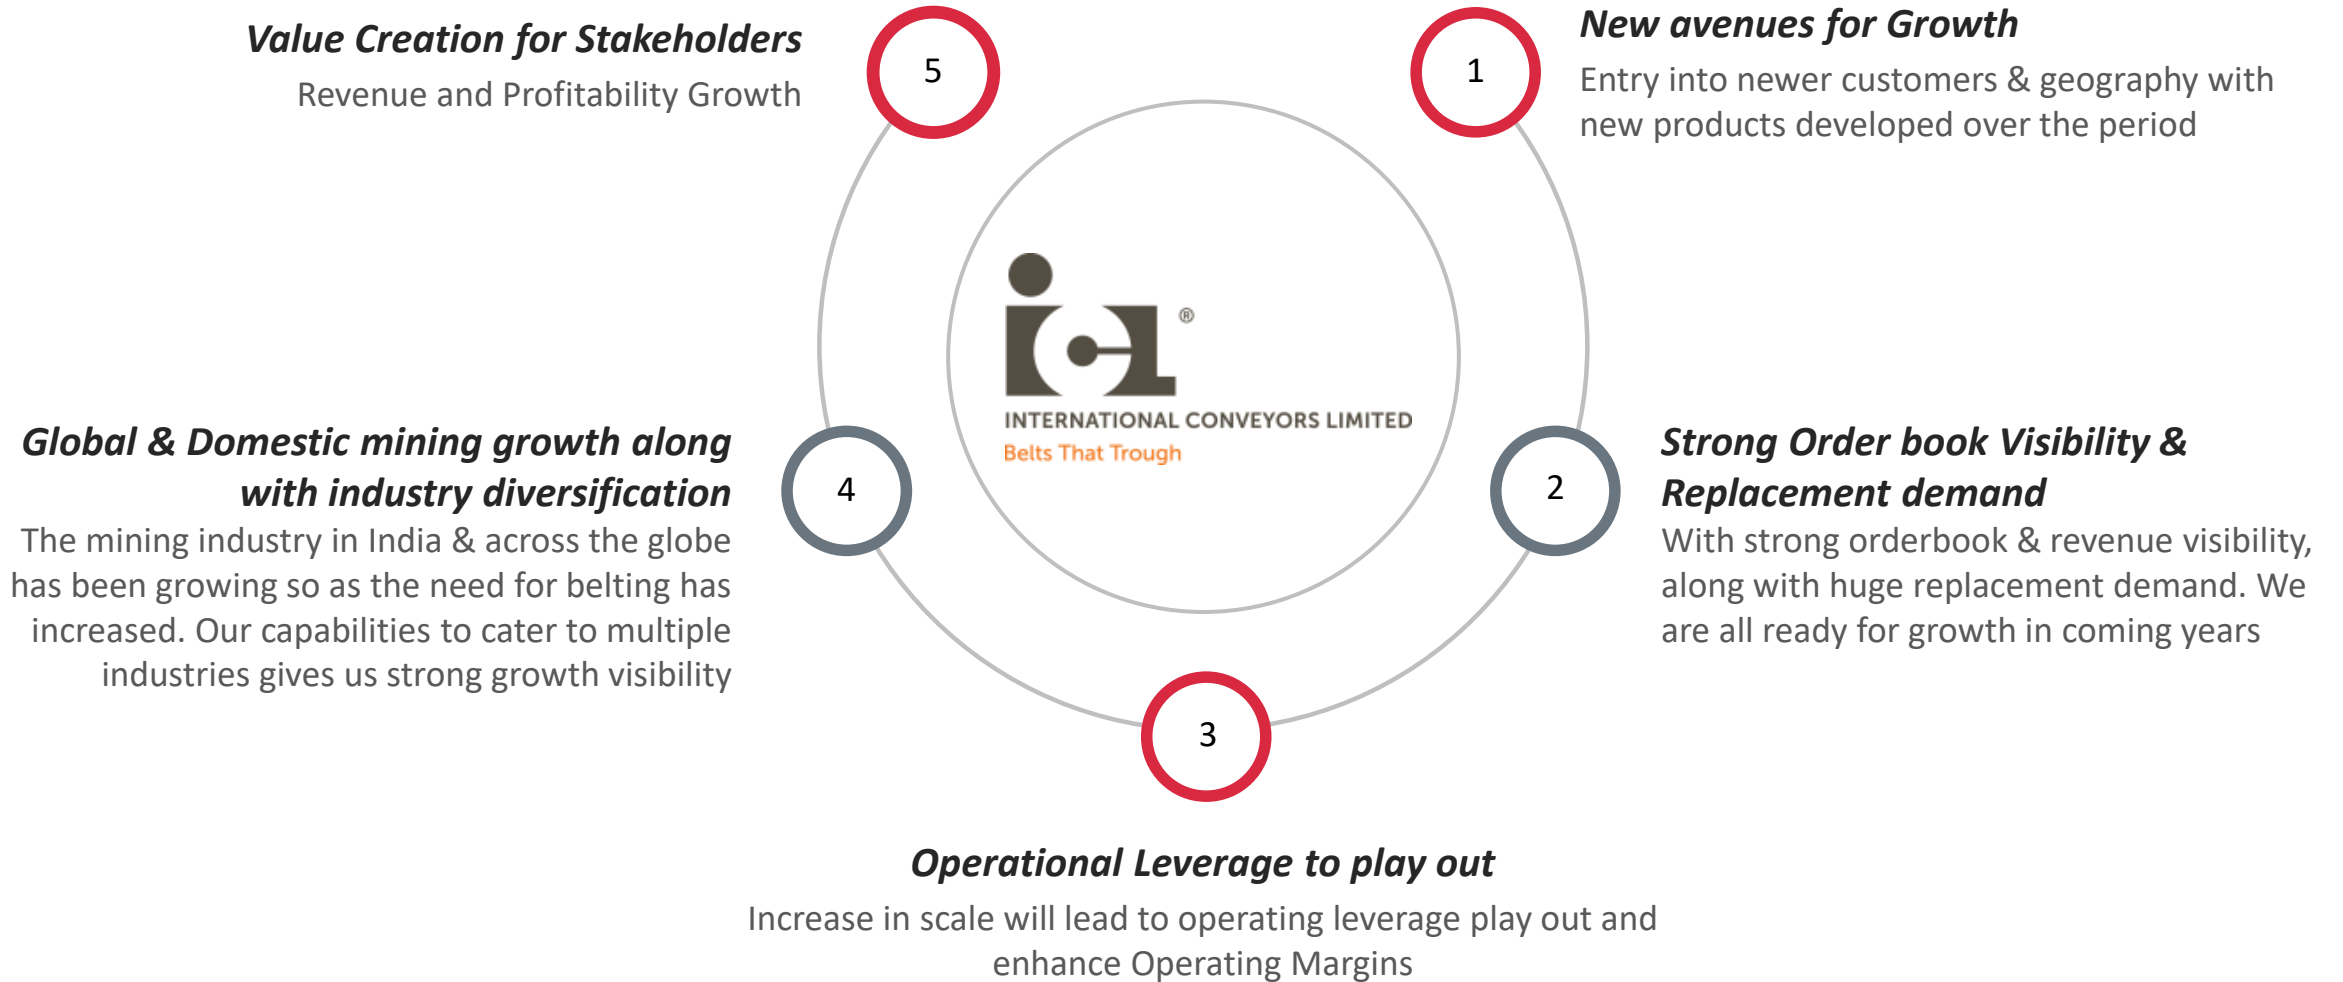 1
New avenues for Growth
Entry into newer customers & geography with
new products developed over the period
2
Strong Order book Visibility &
Replacement demand
With strong orderbook & revenue visibility,
along with huge replacement demand. We
are all ready for growth in coming years
3
Operational Leverage to play out
Increase in scale will lead to operating leverage play out and
enhance Operating Margins
4
Global & Domestic mining growth along
with industry diversification
The mining industry in India & across the globe
has been growing so as the need for belting has
increased. Our capabilities to cater to multiple
industries gives us strong growth visibility
5
Value Creation for Stakeholders
Revenue and Profitability Growth
icl ®
INTERNATIONAL CONVEYORS LIMITED
Belts That Trough